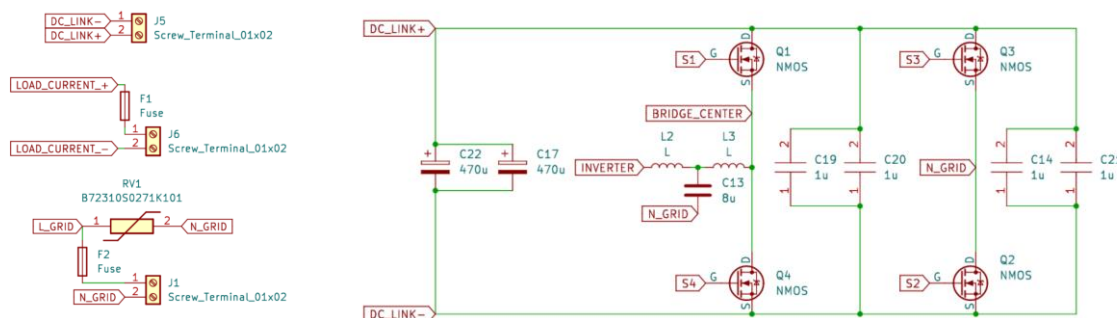 DC_LINK- 1 J5
DC_LINK+ 2 Screw_Terminal_01x02
LOAD_CURRENT_+
F1
Fuse
1 J6
LOAD_CURRENT_- 2 Screw_Terminal_01x02
RV1
B72310S0271K101
L_GRID 1 2 N_GRID
F2
Fuse
1 J1
N_GRID 2 Screw_Terminal_01x02
DC_LINK+
D Q1
S1 G NMOS
S
D Q3
S3 G NMOS
S
BRIDGE_CENTER
L2 L3
L L
INVERTER
C13
8u
N_GRID
C22
470u
C17
470u
2 C19
1 1u
2 C20
1 1u
N_GRID
2 C14
1 1u
2
1 1u
D Q4
S4 G NMOS
S
D Q2
S2 G NMOS
S
DC_LINK-